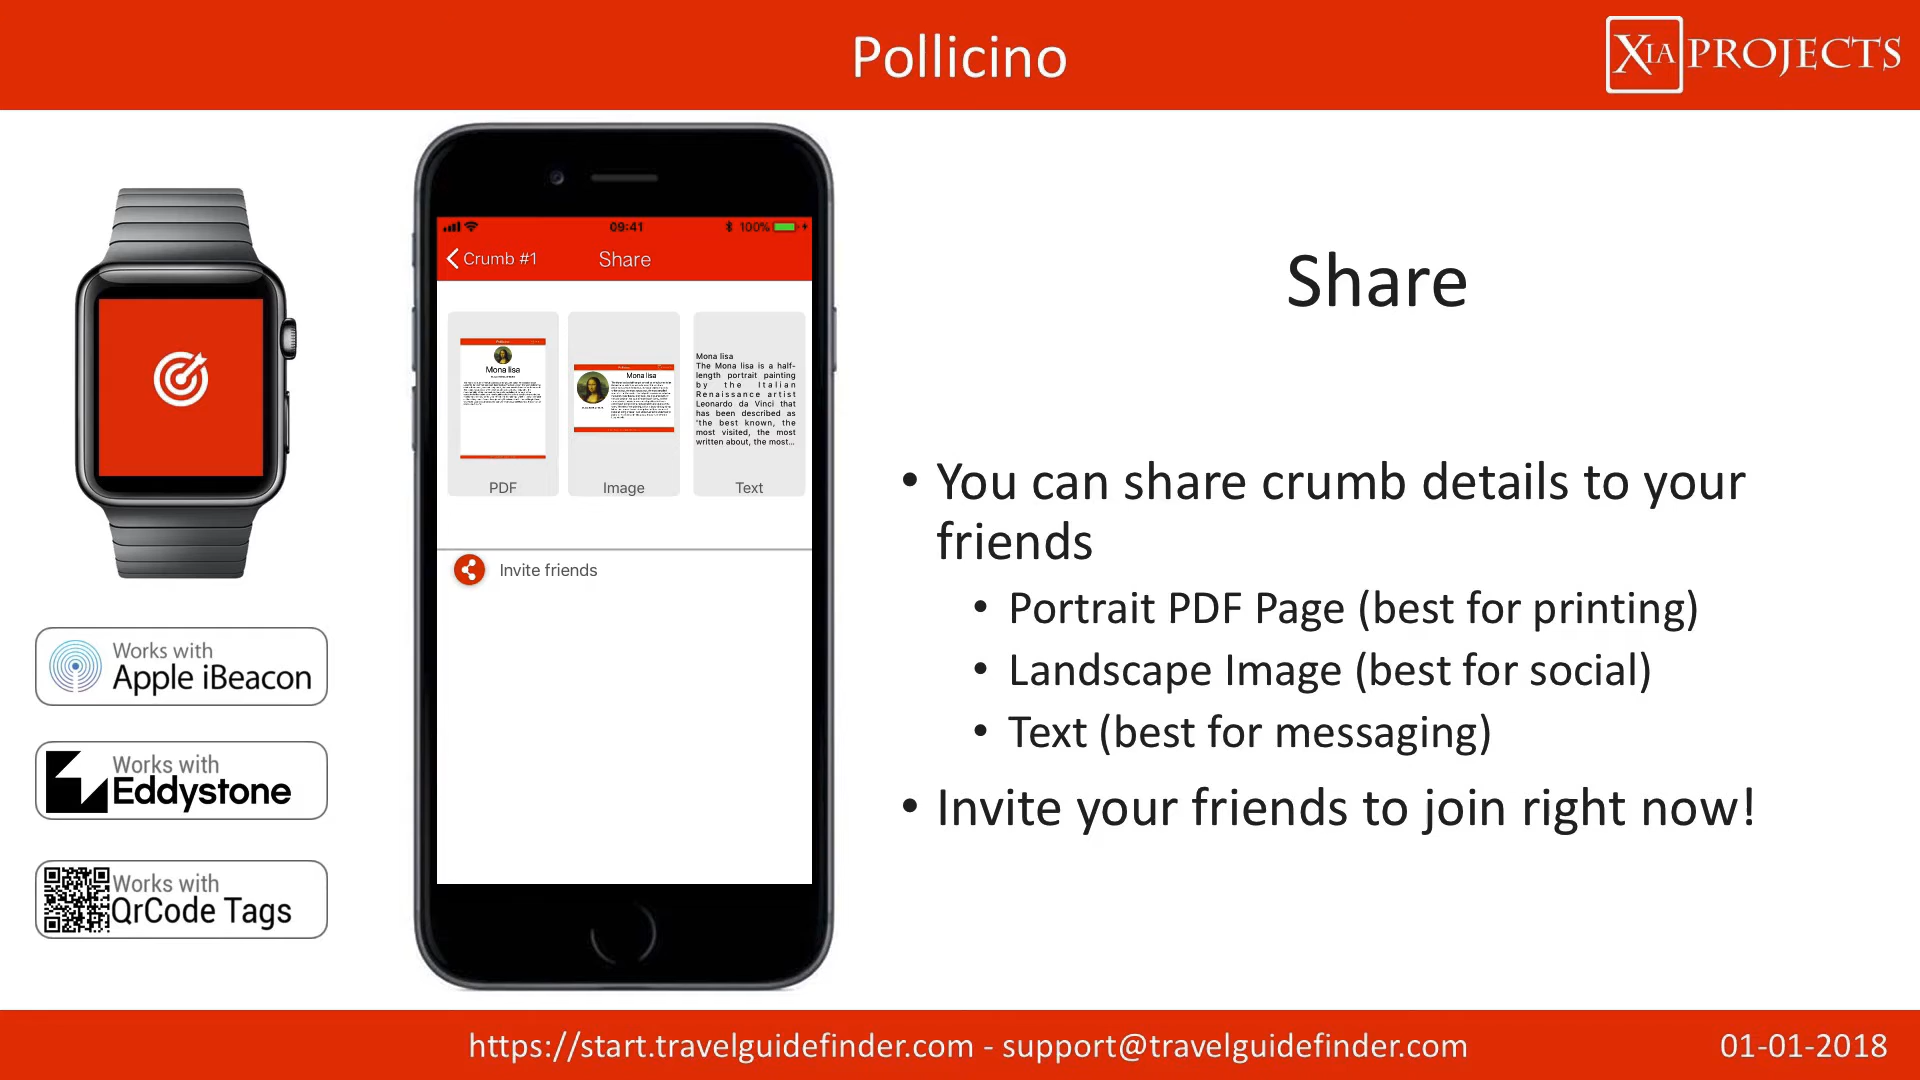 Pollicino
XIA PROJECTS
09:41
100%
Crumb #1
Share
Mona lisa
Mona lisa
Mona lisa
The Mona lisa is a half-
length portrait painting
by the Italian
Renaissance artist
Leonardo da Vinci that
has been described as
'the best known, the
most visited, the most
written about, the most...
PDF
Image
Text
Invite friends
Works with
Apple iBeacon
Works with
Eddystone
Works with
QrCode Tags
Share
• You can share crumb details to your
friends
• Portrait PDF Page (best for printing)
• Landscape Image (best for social)
• Text (best for messaging)
• Invite your friends to join right now!
https://start.travelguidefinder.com - support@travelguidefinder.com
01-01-2018